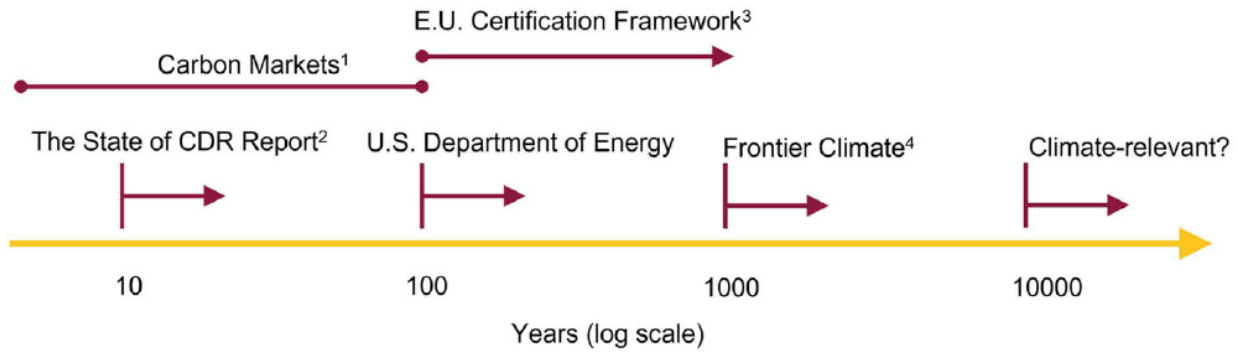 E.U. Certification Framework³
Carbon Markets¹
The State of CDR Report² U.S. Department of Energy Frontier Climate⁴ Climate-relevant?
10 100 1000 10000
Years (log scale)